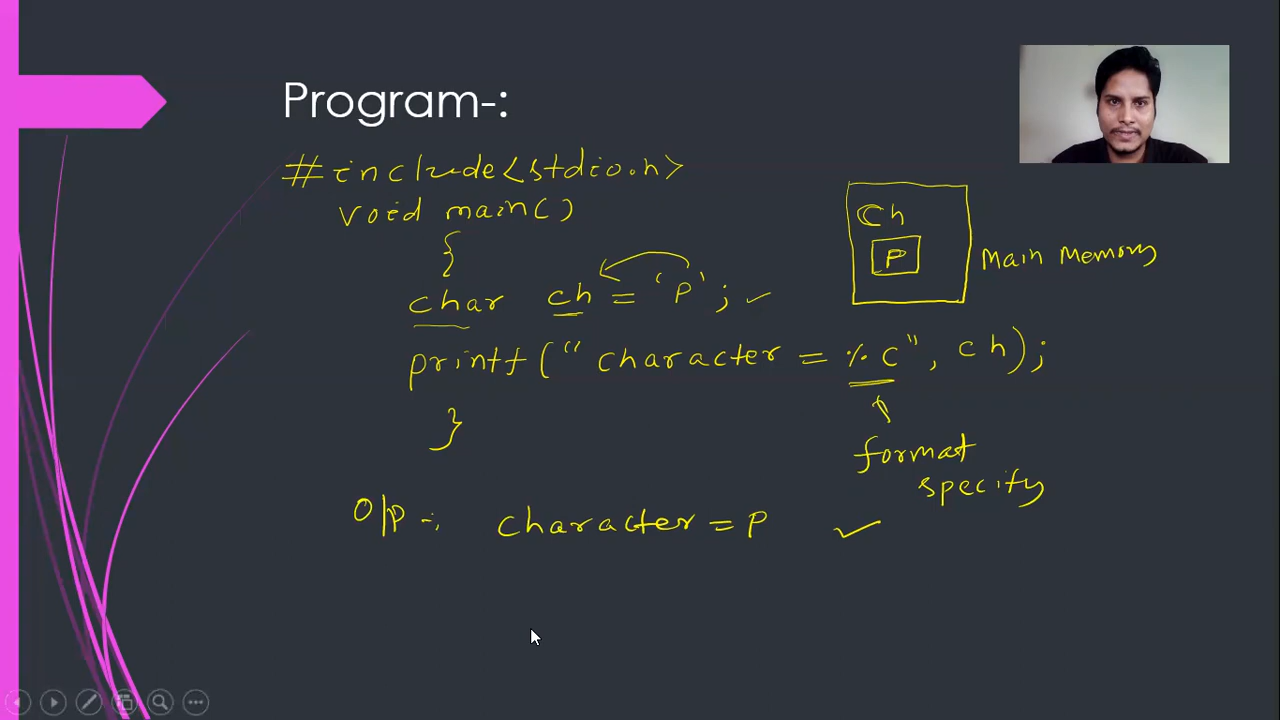 Program-:
#include<stdio.h>
void main()
{
char ch = 'P';
printf("character = %c", ch);
}
O/P -: character = P
Ch
P
Main Memory
format
specify